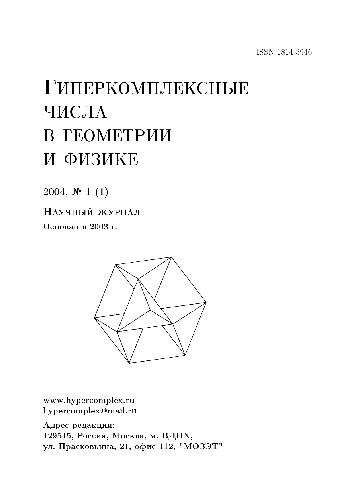 ISSN 1814-3946
Гиперкомплексные
числа
в геометрии
и физике
2004, № 1 (1)
Научный журнал
Основан в 2003 г.
www.hypercomplex.ru
hypercomplex@mail.ru
Адрес редакции:
129515, Россия, Москва, м. ВДНХ,
ул. Прасковьина, 21, офис 112, "МОЗЭТ"